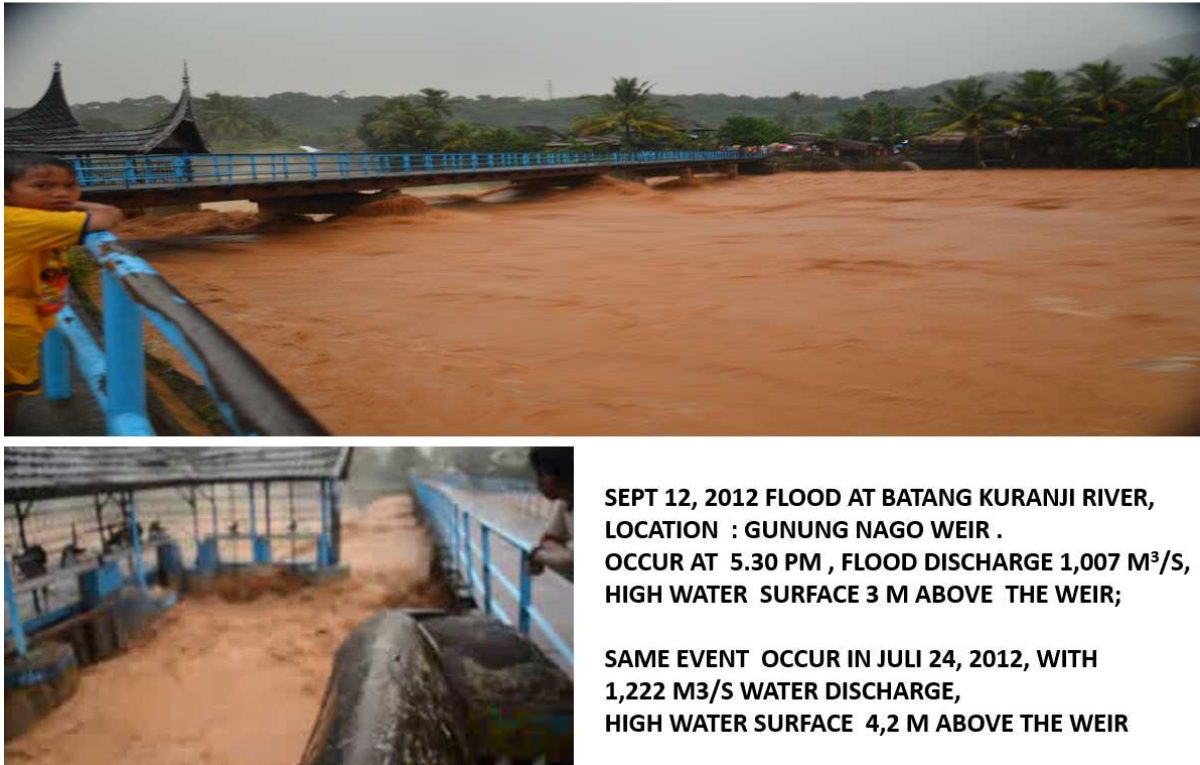 SEPT 12, 2012 FLOOD AT BATANG KURANJI RIVER,
LOCATION : GUNUNG NAGO WEIR .
OCCUR AT 5.30 PM , FLOOD DISCHARGE 1,007 M³/S,
HIGH WATER SURFACE 3 M ABOVE THE WEIR;
SAME EVENT OCCUR IN JULI 24, 2012, WITH
1,222 M3/S WATER DISCHARGE,
HIGH WATER SURFACE 4,2 M ABOVE THE WEIR